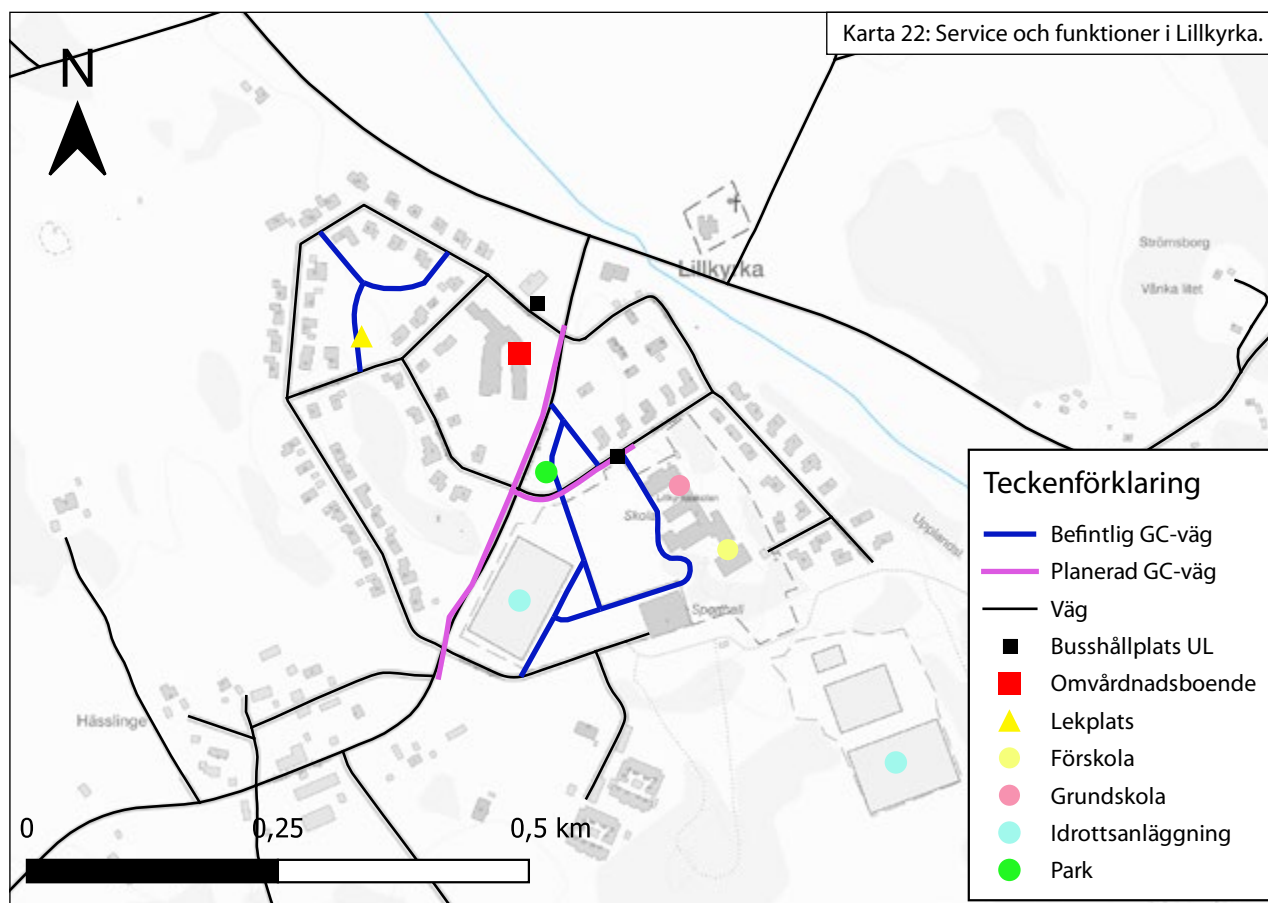 Karta 22: Service och funktioner i Lillkyrka.
N
Strömsborg
Lillkyrka
Vånka litet
Skola
Sporthall
Hässlinge
0
0,25
0,5 km
Teckenförklaring
Befintlig GC-väg
Planerad GC-väg
Väg
Busshållplats UL
Omvårdnadsboende
Lekplats
Förskola
Grundskola
Idrottsanläggning
Park